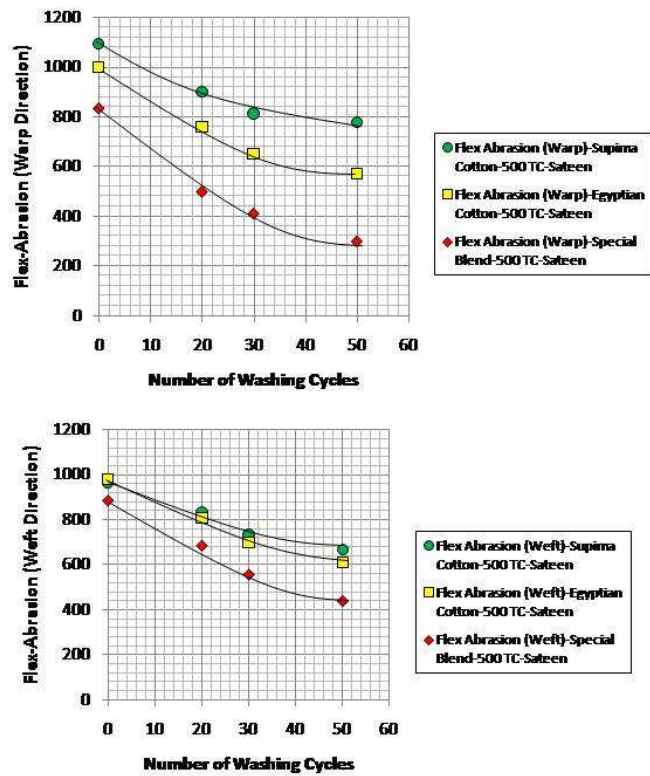 1200
1000
800
600
400
200
0
Flex-Abrasion (Warp Direction)
0 10 20 30 40 50 60
Number of Washing Cycles
Flex Abrasion (Warp)-Supima
Cotton-500 TC-Sateen
Flex Abrasion (Warp)-Egyptian
Cotton-500 TC-Sateen
Flex Abrasion (Warp)-Special
Blend-500 TC-Sateen
1200
1000
800
600
400
200
0
Flex-Abrasion (Weft Direction)
0 10 20 30 40 50 60
Number of Washing Cycles
Flex Abrasion (Weft)-Supima
Cotton-500 TC-Sateen
Flex Abrasion (Weft)-Egyptian
Cotton-500 TC-Sateen
Flex Abrasion (Weft)-Special
Blend-500 TC-Sateen